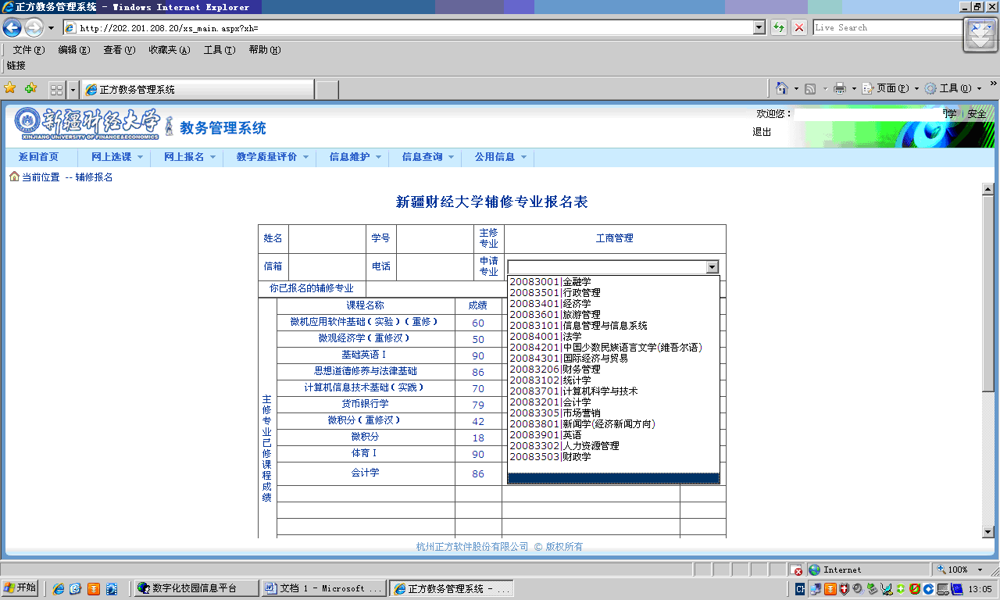 正方教务管理系统 - Windows Internet Explorer
http://202.201.208.20/xs_main.aspx?xh=
Live Search
文件(F) 编辑(E) 查看(V) 收藏夹(A) 工具(T) 帮助(H)
链接
正方教务管理系统
页面(P) 工具(O)
新疆财经大学
XINJIANG UNIVERSITY OF FINANCE&ECONOMICS
教务管理系统
欢迎您: 同学 安全
退出
返回首页 网上选课 网上报名 教学质量评价 信息维护 信息查询 公用信息
当前位置 -- 辅修报名
新疆财经大学辅修专业报名表
姓名 学号 主修专业 工商管理
信箱 电话 申请专业
你已报名的辅修专业
课程名称 成绩
微机应用软件基础(实验)(重修) 60
微观经济学(重修汉) 50
基础英语Ⅰ 90
思想道德修养与法律基础 86
计算机信息技术基础(实践) 70
货币银行学 79
微积分(重修汉) 42
微积分 18
体育Ⅰ 90
会计学 86
主修专业已修课程成绩
20083001|金融学
20083501|行政管理
20083401|经济学
20083601|旅游管理
20083101|信息管理与信息系统
20084001|法学
20084201|中国少数民族语言文学(维吾尔语)
20084301|国际经济与贸易
20083206|财务管理
20083102|统计学
20083701|计算机科学与技术
20083201|会计学
20083305|市场营销
20083801|新闻学(经济新闻方向)
20083901|英语
20083302|人力资源管理
20083503|财政学
杭州正方软件股份有限公司 © 版权所有
Internet 100%
开始 数字化校园信息平台 文档 1 - Microsoft ... 正方教务管理系统 - 13:05